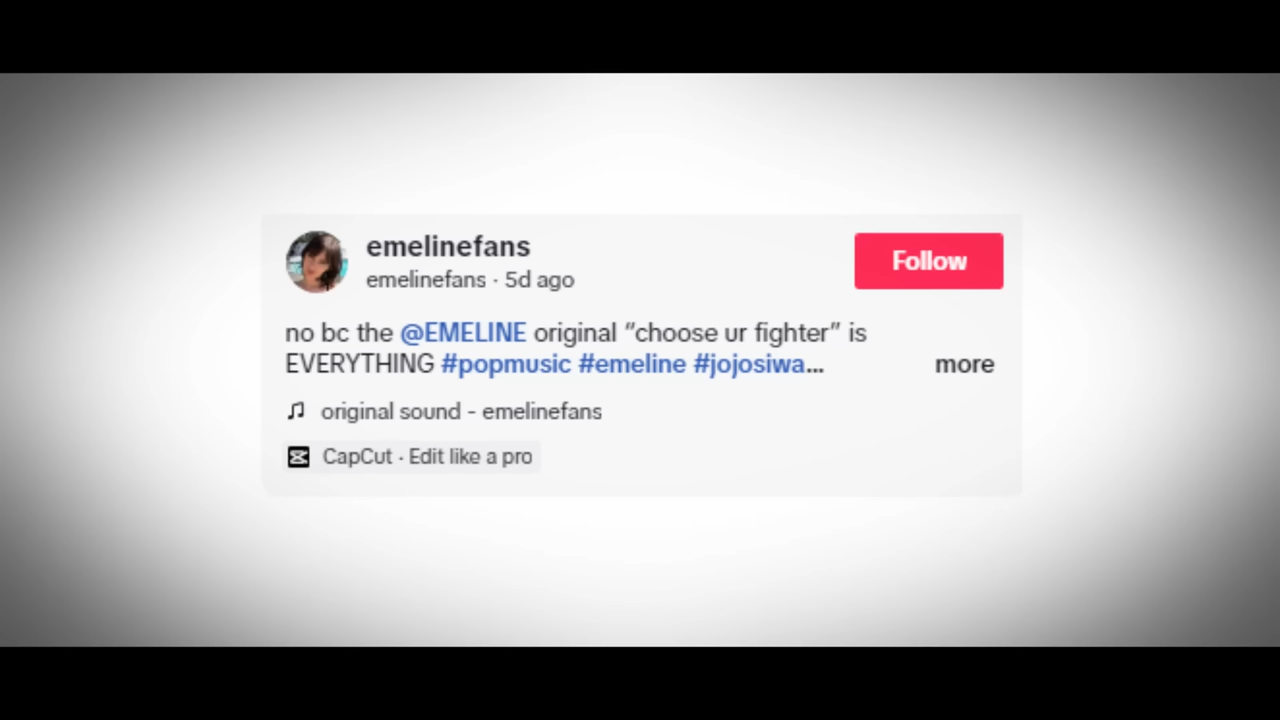 emelinefans
Follow
emelinefans · 5d ago
no bc the @EMELINE original “choose ur fighter” is
EVERYTHING #popmusic #emeline #jojosiwa...
more
original sound - emelinefans
CapCut · Edit like a pro